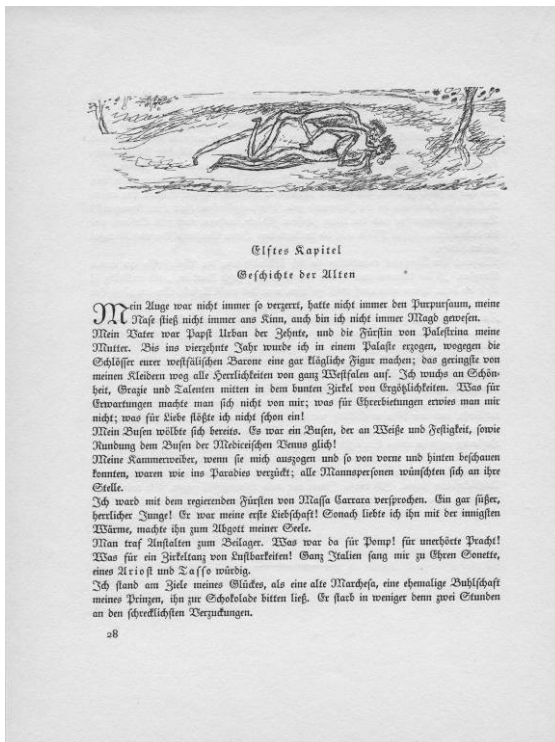 Elftes Kapitel
Geschichte der Alten
Mein Auge war nicht immer so verzerrt, hatte nicht immer den Purpursaum, meine
Nase stieß nicht immer ans Kinn, auch bin ich nicht immer Magd gewesen.
Mein Vater war Papst Urban der Zehnte, und die Fürstin von Palestrina meine
Mutter. Bis ins vierzehnte Jahr wurde ich in einem Palaste erzogen, wogegen die
Schlösser eurer westfälischen Barone eine gar klägliche Figur machen; das geringste von
meinen Kleidern wog alle Herrlichkeiten von ganz Westfalen auf. Ich wuchs an Schön-
heit, Grazie und Talenten mitten in dem bunten Zirkel von Ergötzlichkeiten. Was für
Erwartungen machte man sich nicht von mir; was für Ehrerbietungen erwies man mir
nicht; was für Liebe flößte ich nicht schon ein!
Mein Busen wölbte sich bereits. Es war ein Busen, der an Weiße und Festigkeit, sowie
Rundung dem Busen der Mediceischen Venus glich!
Meine Kammerweiber, wenn sie mich auszogen und so von vorne und hinten beschauen
konnten, waren wie ins Paradies verzückt; alle Mannspersonen wünschten sich an ihre
Stelle.
Ich ward mit dem regierenden Fürsten von Massa Carrara versprochen. Ein gar süßer,
herrlicher Junge! Er war meine erste Liebschaft! Sonach liebte ich ihn mit der innigsten
Wärme, machte ihn zum Abgott meiner Seele.
Man traf Anstalten zum Beilager. Was war da für Pomp! für unerhörte Pracht!
Was für ein Zirkeltanz von Lustbarkeiten! Ganz Italien sang mir zu Ehren Sonette,
eines Ariost und Tasso würdig.
Ich stand am Ziele meines Glückes, als eine alte Marchesa, eine ehemalige Buhlschaft
meines Prinzen, ihn zur Schokolade bitten ließ. Er starb in weniger denn zwei Stunden
an den schrecklichsten Verzuckungen.
28